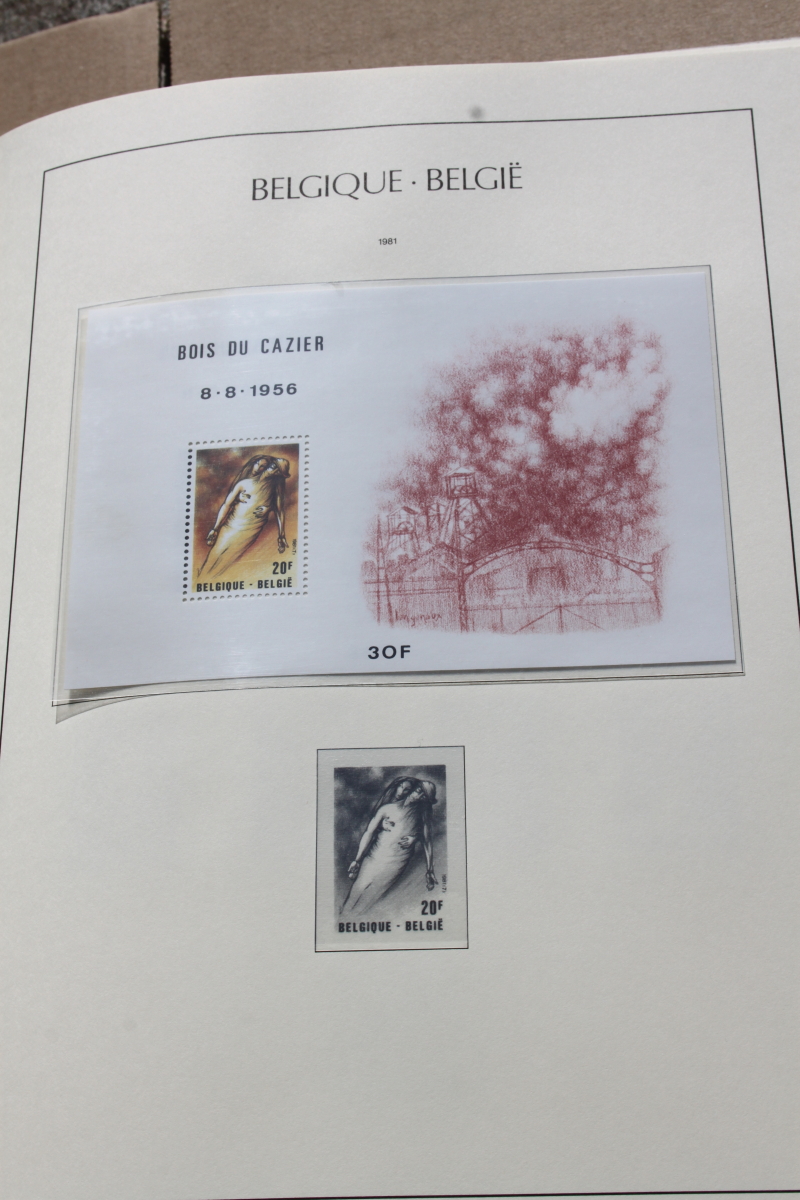 BELGIQUE · BELGIË
1981
BOIS DU CAZIER
8·8·1956
20F
BELGIQUE - BELGIË
30F
20F
BELGIQUE - BELGIË